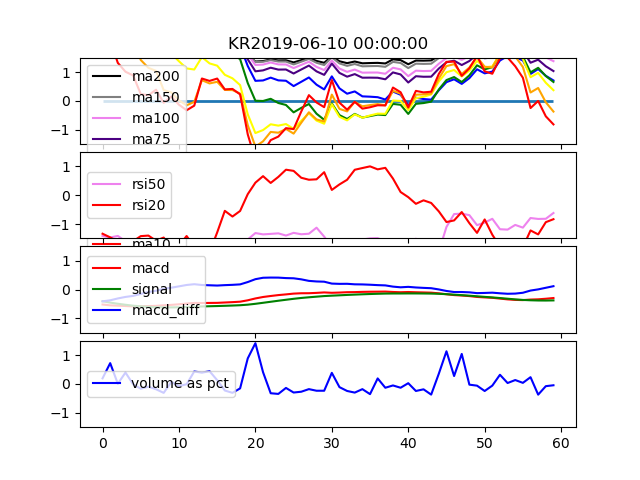 KR2019-06-10 00:00:00
1
0
−1
ma200
ma150
ma100
ma75
1
0
−1
rsi50
rsi20
ma10
1
0
−1
macd
signal
macd_diff
1
0
−1
volume as pct
0 10 20 30 40 50 60